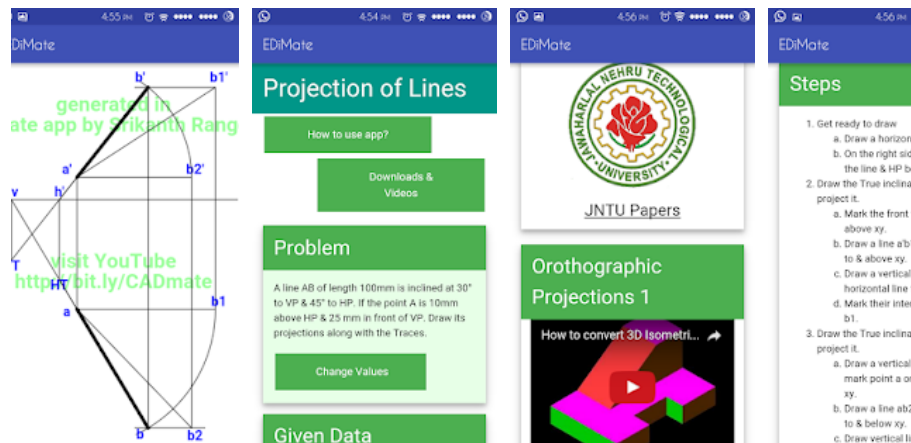 4:55 PM
DiMate
b'
b1'
generated in
ate app by Srikanth Rang
a'
b2'
v
h'
T
visit YouTube
HT
http://bit.ly/CADmate
a
b1
b
b2
4:54 PM
EDiMate
Projection of Lines
How to use app?
Downloads &
Videos
Problem
A line AB of length 100mm is inclined at 30°
to VP & 45° to HP. If the point A is 10mm
above HP & 25 mm in front of VP. Draw its
projections along with the Traces.
Change Values
Given Data
4:56 PM
EDiMate
JAWAHARLAL NEHRU TECHNOLOGICAL
UNIVERSITY
JNTU Papers
Orothographic
Projections 1
How to convert 3D Isometri...
4:56 PM
EDiMate
Steps
1. Get ready to draw
a. Draw a horizon
b. On the right sid
the line & HP b
2. Draw the True inclina
project it.
a. Mark the front
above xy.
b. Draw a line a'b1
to & above xy.
c. Draw a vertical
horizontal line
d. Mark their inter
b1.
3. Draw the True inclina
project it.
a. Draw a vertical
mark point a o
xy.
b. Draw a line ab2
to & below xy.
c. Draw vertical li